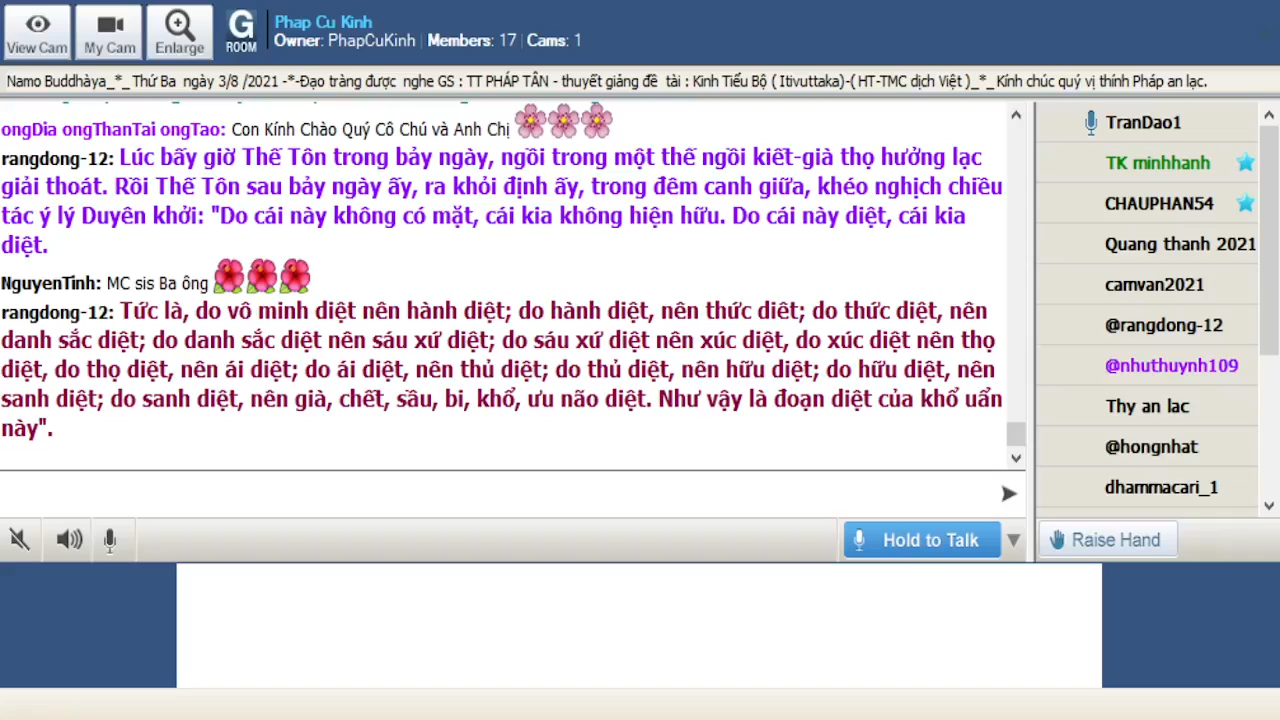 View Cam
My Cam
Enlarge
G
ROOM
Phap Cu Kinh
Owner: PhapCuKinh | Members: 17 | Cams: 1
Namo Buddhàya_*_Thứ Ba ngày 3/8 /2021 -*-Đạo tràng được nghe GS : TT PHÁP TÂN - thuyết giảng đề tài : Kinh Tiểu Bộ ( Itivuttaka)-( HT-TMC dịch Việt )_*_Kính chúc quý vị thính Pháp an lạc.
ongDia ongThanTai ongTao: Con Kính Chào Quý Cô Chú và Anh Chị
rangdong-12: Lúc bấy giờ Thế Tôn trong bảy ngày, ngồi trong một thế ngồi kiết-già thọ hưởng lạc
giải thoát. Rồi Thế Tôn sau bảy ngày ấy, ra khỏi định ấy, trong đêm canh giữa, khéo nghịch chiều
tác ý lý Duyên khởi: "Do cái này không có mặt, cái kia không hiện hữu. Do cái này diệt, cái kia
diệt.
NguyenTinh: MC sis Ba ông
rangdong-12: Tức là, do vô minh diệt nên hành diệt; do hành diệt, nên thức diêt; do thức diệt, nên
danh sắc diệt; do danh sắc diệt nên sáu xứ diệt; do sáu xứ diệt nên xúc diệt, do xúc diệt nên thọ
diệt, do thọ diệt, nên ái diệt; do ái diệt, nên thủ diệt; do thủ diệt, nên hữu diệt; do hữu diệt, nên
sanh diệt; do sanh diệt, nên già, chết, sầu, bi, khổ, ưu não diệt. Như vậy là đoạn diệt của khổ uẩn
này".
TranDao1
TK minhhanh
CHAUPHAN54
Quang thanh 2021
camvan2021
@rangdong-12
@nhuthuynh109
Thy an lac
@hongnhat
dhammacari_1
Hold to Talk
Raise Hand